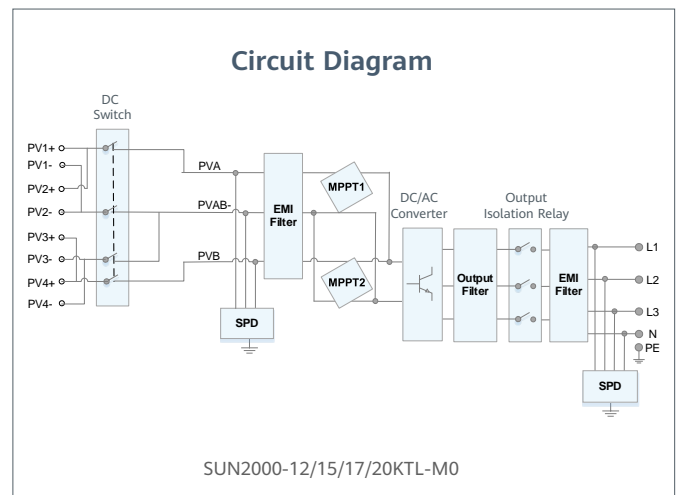 Circuit Diagram
DC
Switch
PV1+
PV1-
PV2+
PV2-
PV3+
PV3-
PV4+
PV4-
PVA
PVAB-
PVB
EMI
Filter
SPD
MPPT1
MPPT2
DC/AC
Converter
Output
Filter
Output
Isolation Relay
EMI
Filter
L1
L2
L3
N
PE
SPD
SUN2000-12/15/17/20KTL-M0